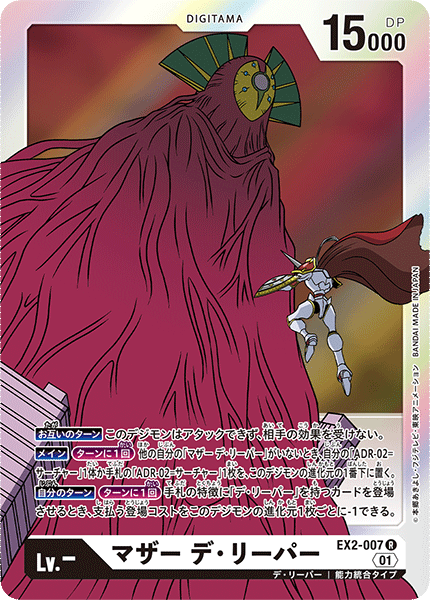 DIGITAMA
DP
15000
BANDAI MADE IN JAPAN
©本郷あきよし・フジテレビ・東映アニメーション
お互いのターン このデジモンはアタックできず、相手の効果を受けない。
メイン ターンに1回 他の自分の「マザー デ・リーパー」がいないとき、自分の「ADR-02=
サーチャー」1体か手札の「ADR-02=サーチャー」1枚を、このデジモンの進化元の1番下に置く。
自分のターン ターンに1回 手札の特徴に「デ・リーパー」を持つカードを登場
させるとき、支払う登場コストをこのデジモンの進化元1枚ごとに-1できる。
Lv.ー
マザー デ・リーパー
EX2-007 R
01
デ・リーパー | 能力統合タイプ